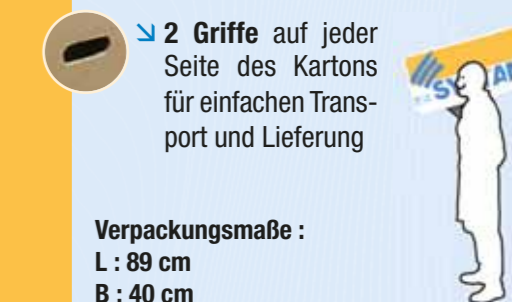 2 Griffe auf jeder
Seite des Kartons
für einfachen Trans-
port und Lieferung
Verpackungsmaße :
L : 89 cm
B : 40 cm